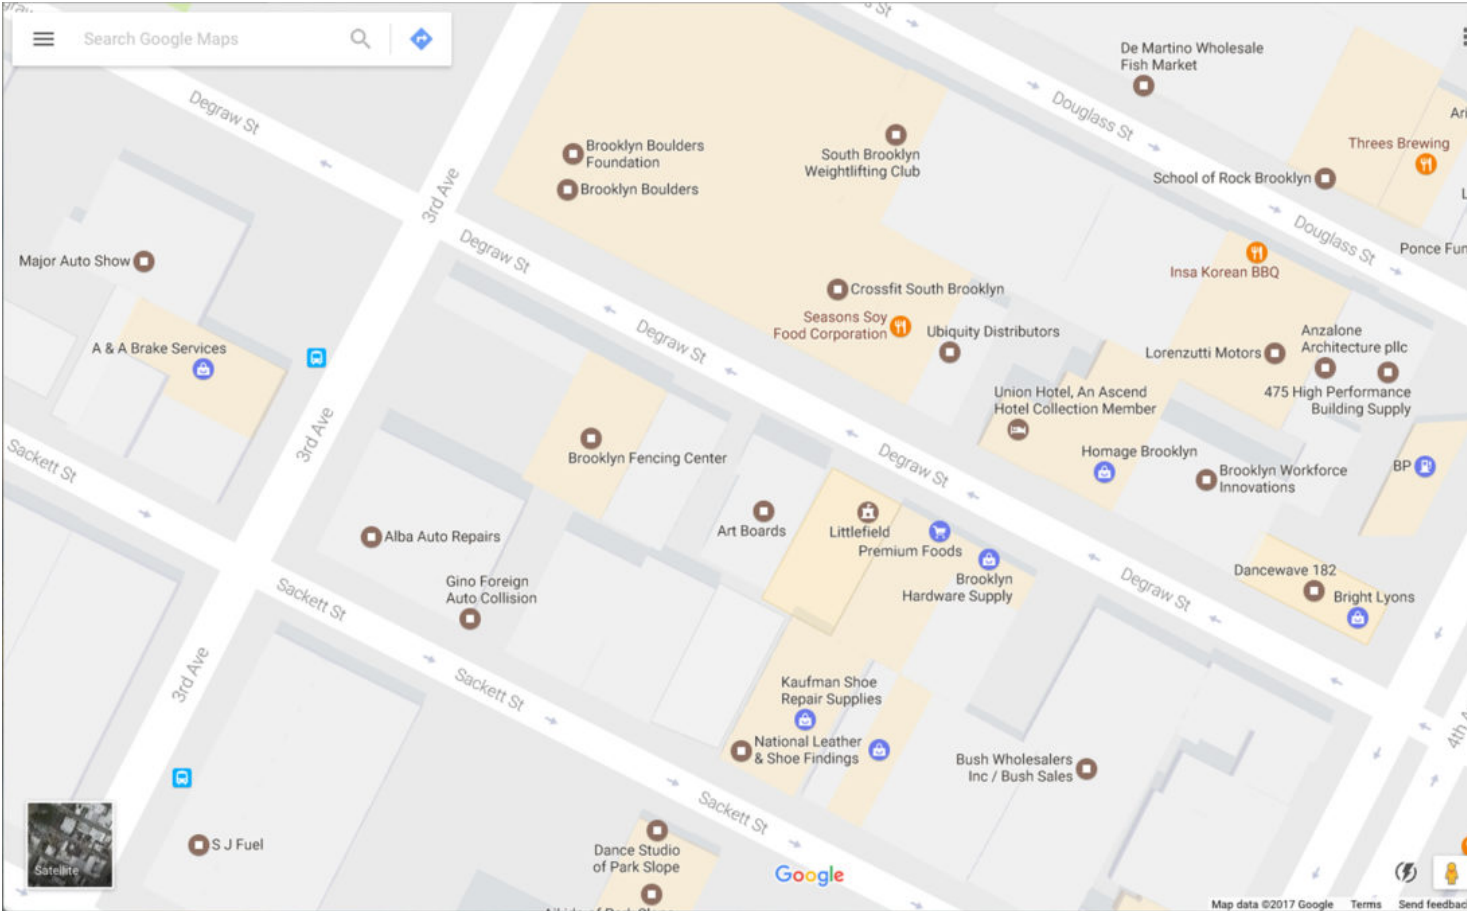 Search Google Maps
Degraw St
3rd Ave
Brooklyn Boulders
Foundation
Brooklyn Boulders
South Brooklyn
Weightlifting Club
Douglass St
De Martino Wholesale
Fish Market
Threes Brewing
School of Rock Brooklyn
Douglass St
Insa Korean BBQ
Major Auto Show
Degraw St
Crossfit South Brooklyn
Seasons Soy
Food Corporation
Ubiquity Distributors
Degraw St
Lorenzutti Motors
Anzalone
Architecture pllc
475 High Performance
Building Supply
A & A Brake Services
Union Hotel, An Ascend
Hotel Collection Member
3rd Ave
Sackett St
Brooklyn Fencing Center
Degraw St
Homage Brooklyn
Brooklyn Workforce
Innovations
BP
Art Boards
Littlefield
Premium Foods
Alba Auto Repairs
Gino Foreign
Auto Collision
Brooklyn
Hardware Supply
Degraw St
Dancewave 182
Bright Lyons
Sackett St
3rd Ave
Sackett St
Kaufman Shoe
Repair Supplies
National Leather
& Shoe Findings
Bush Wholesalers
Inc / Bush Sales
4th
Sackett St
S J Fuel
Dance Studio
of Park Slope
Satellite
Google
Map data ©2017 Google Terms Send feedbac